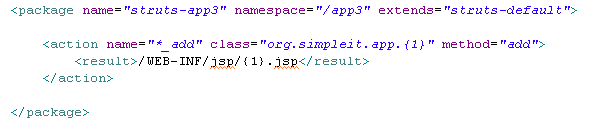 <package name="struts-app3" namespace="/app3" extends="struts-default">
<action name="*_add" class="org.simpleit.app.{1}" method="add">
<result>/WEB-INF/jsp/{1}.jsp</result>
</action>
</package>